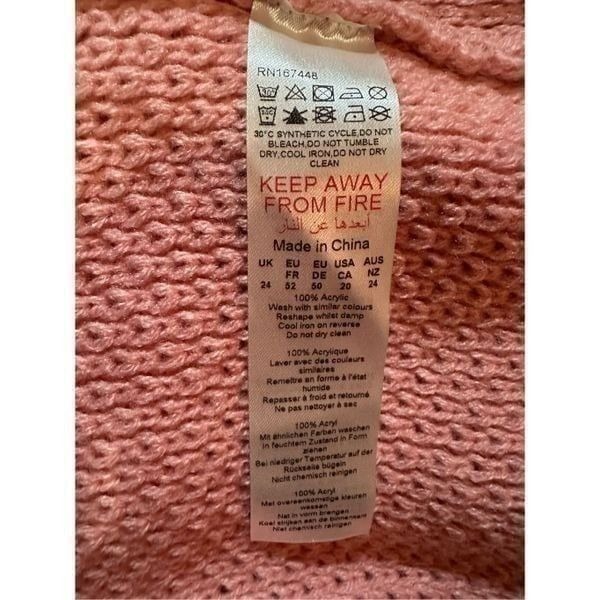 RN167448
30°C SYNTHETIC CYCLE,DO NOT
BLEACH,DO NOT TUMBLE
DRY,COOL IRON,DO NOT DRY
CLEAN
KEEP AWAY
FROM FIRE
أبعدها عن النار
Made in China
UK EU EU USA AUS
FR DE CA NZ
24 52 50 20 24
100% Acrylic
Wash with similar colours
Reshape whilst damp
Cool iron on reverse
Do not dry clean
100% Acrylique
Laver avec des couleurs
similaires
Remettre en forme à l'état
humide
Repasser à froid et retourné
Ne pas nettoyer à sec
100% Acryl
Mit ähnlichen Farben waschen
in feuchtem Zustand in Form
ziehen
Bei niedriger Temperatur auf der
Rückseite bügeln
Nicht chemisch reinigen
100% Acryl
Met overeenkomstige kleuren
wassen
Nat in vorm brengen
Koel strijken aan de binnenkant
Niet chemisch reinigen